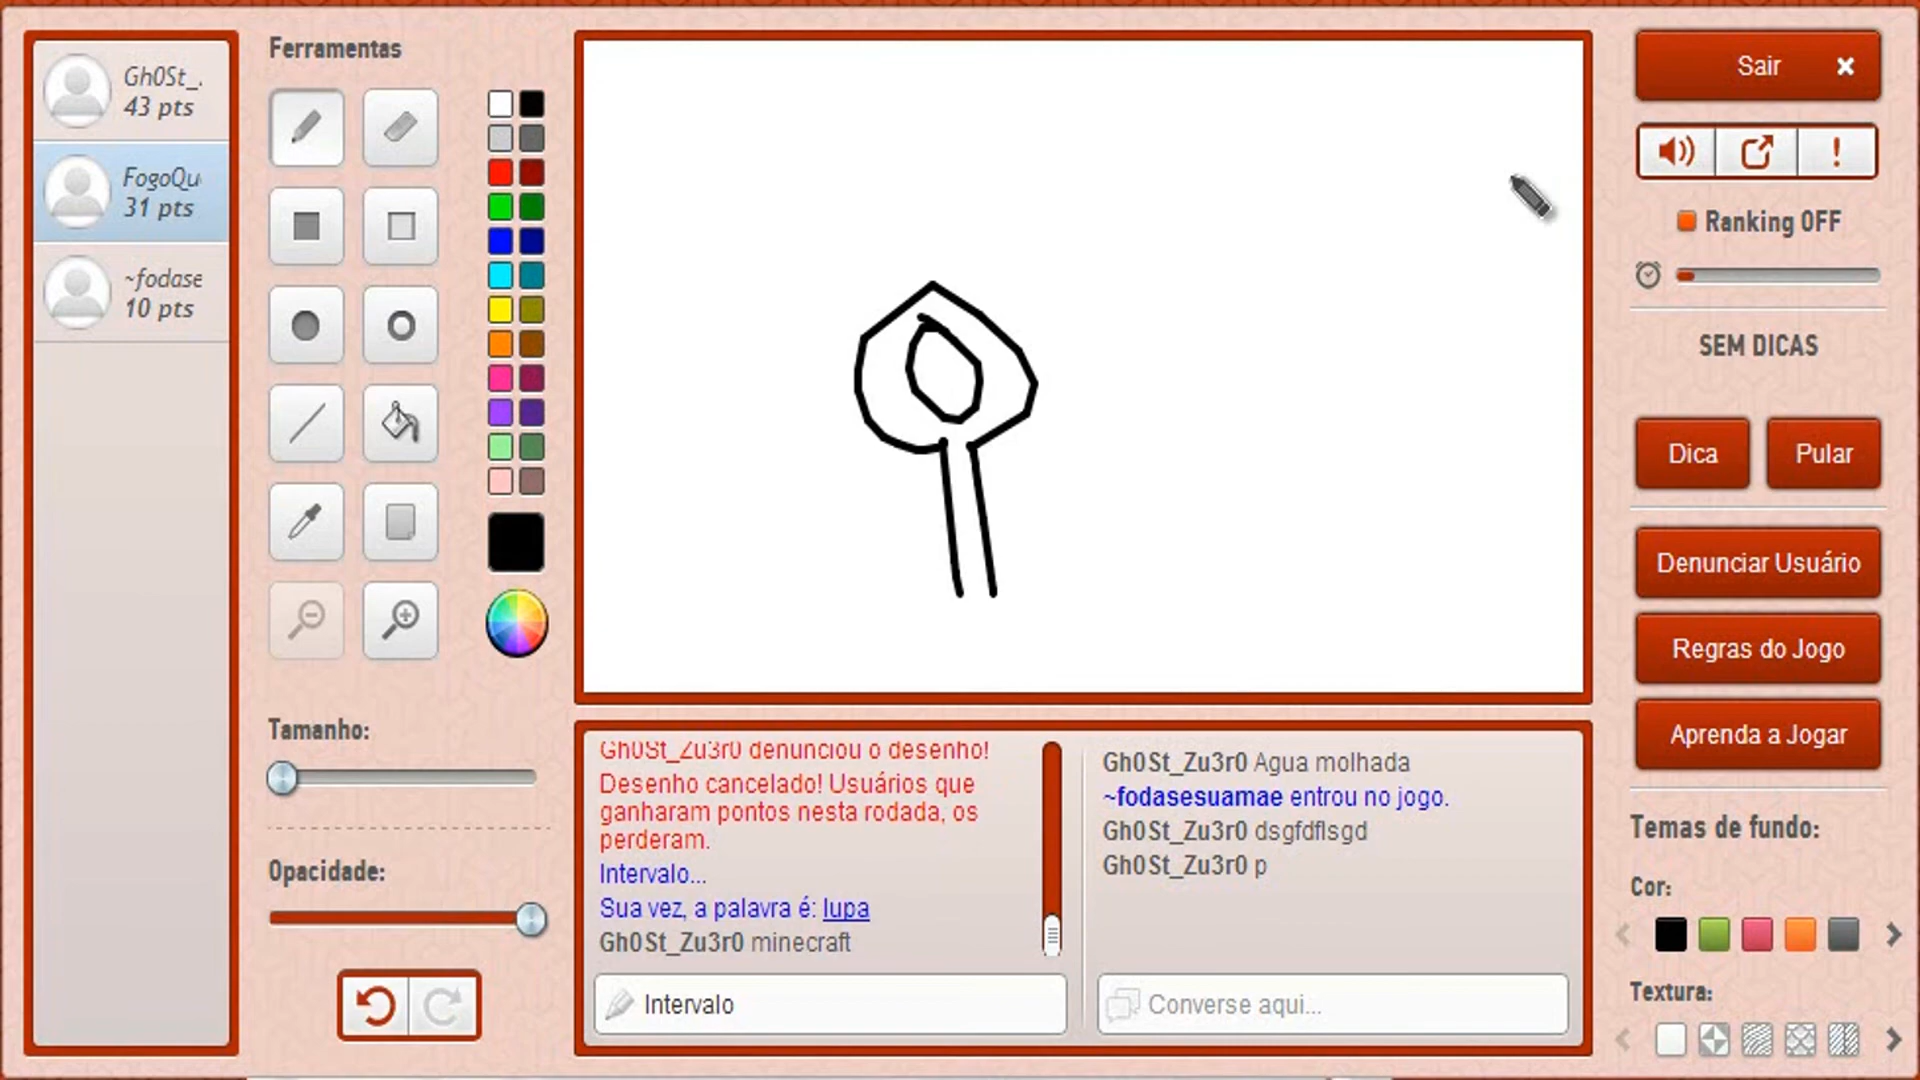 Gh0St_.
43 pts
FogoQu
31 pts
~fodase
10 pts
Ferramentas
Tamanho:
Opacidade:
Gh0St_Zu3r0 denunciou o desenho!
Desenho cancelado! Usuários que
ganharam pontos nesta rodada, os
perderam.
Intervalo...
Sua vez, a palavra é: lupa
Gh0St_Zu3r0 minecraft
Intervalo
Gh0St_Zu3r0 Agua molhada
~fodasesuamae entrou no jogo.
Gh0St_Zu3r0 dsgfdflsgd
Gh0St_Zu3r0 p
Converse aqui...
Sair
Ranking OFF
SEM DICAS
Dica
Pular
Denunciar Usuário
Regras do Jogo
Aprenda a Jogar
Temas de fundo:
Cor:
Textura: